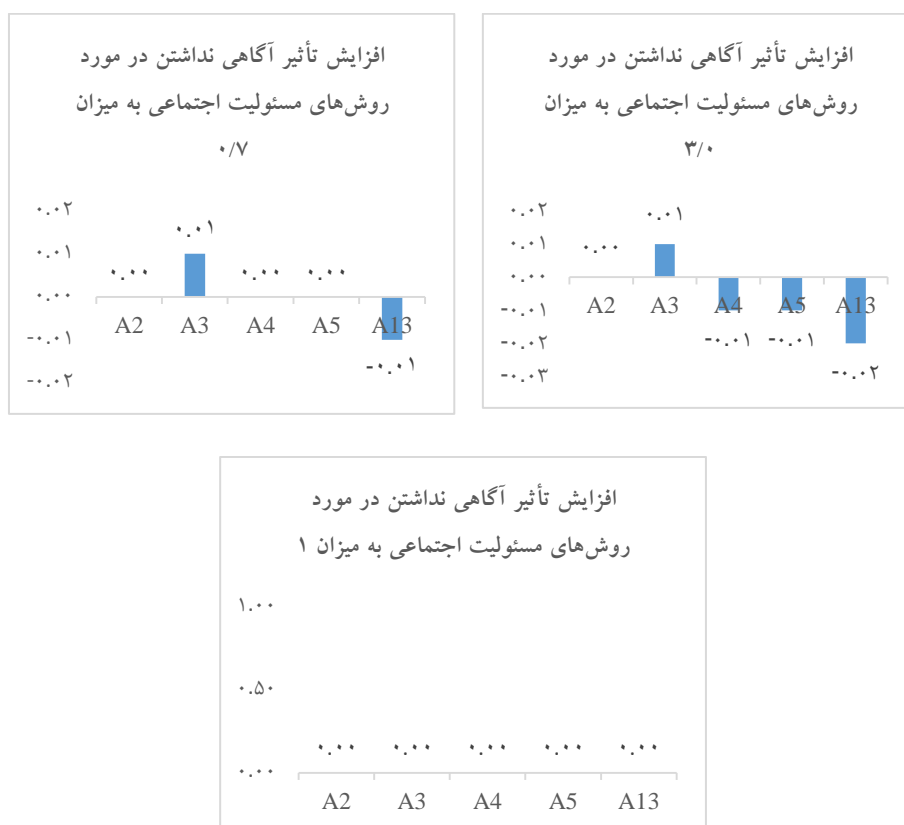 افزایش تأثیر آگاهی نداشتن در مورد
روش‌های مسئولیت اجتماعی به میزان
۳/۰
۰.۰۲
۰.۰۱
۰.۰۰
-۰.۰۱
-۰.۰۲
-۰.۰۳
۰.۰۰
۰.۰۱
-۰.۰۱
-۰.۰۱
-۰.۰۲
A2 A3 A4 A5 A13
افزایش تأثیر آگاهی نداشتن در مورد
روش‌های مسئولیت اجتماعی به میزان
۰/۷
۰.۰۲
۰.۰۱
۰.۰۰
-۰.۰۱
-۰.۰۲
۰.۰۰
۰.۰۱
۰.۰۰
۰.۰۰
-۰.۰۱
A2 A3 A4 A5 A13
افزایش تأثیر آگاهی نداشتن در مورد
روش‌های مسئولیت اجتماعی به میزان ۱
۱.۰۰
۰.۵۰
۰.۰۰
۰.۰۰ ۰.۰۰ ۰.۰۰ ۰.۰۰ ۰.۰۰
A2 A3 A4 A5 A13